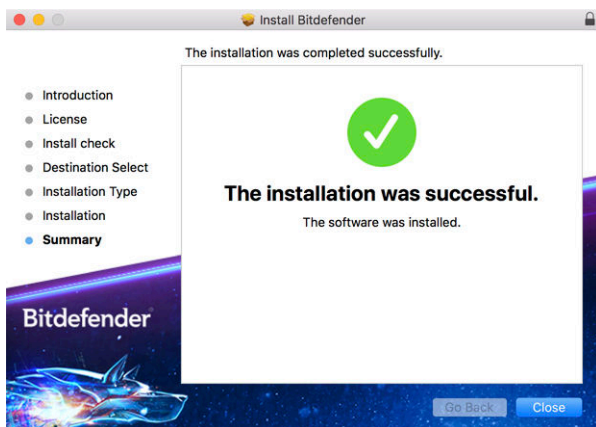 Install Bitdefender
The installation was completed successfully.
Introduction
License
Install check
Destination Select
Installation Type
Installation
Summary
The installation was successful.
The software was installed.
Bitdefender
Go Back
Close